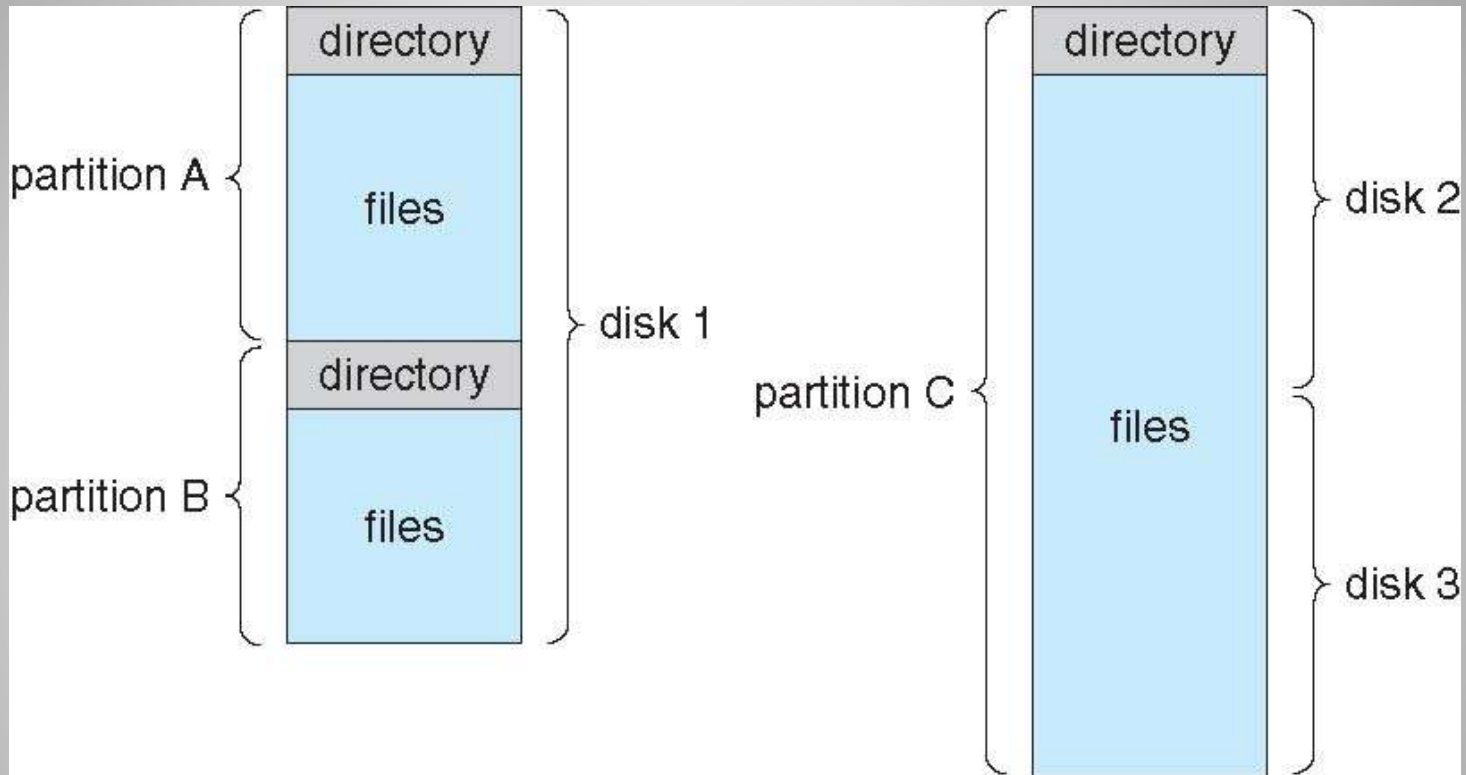 directory
partition A
files
disk 1
directory
partition B
files
directory
disk 2
partition C
files
disk 3